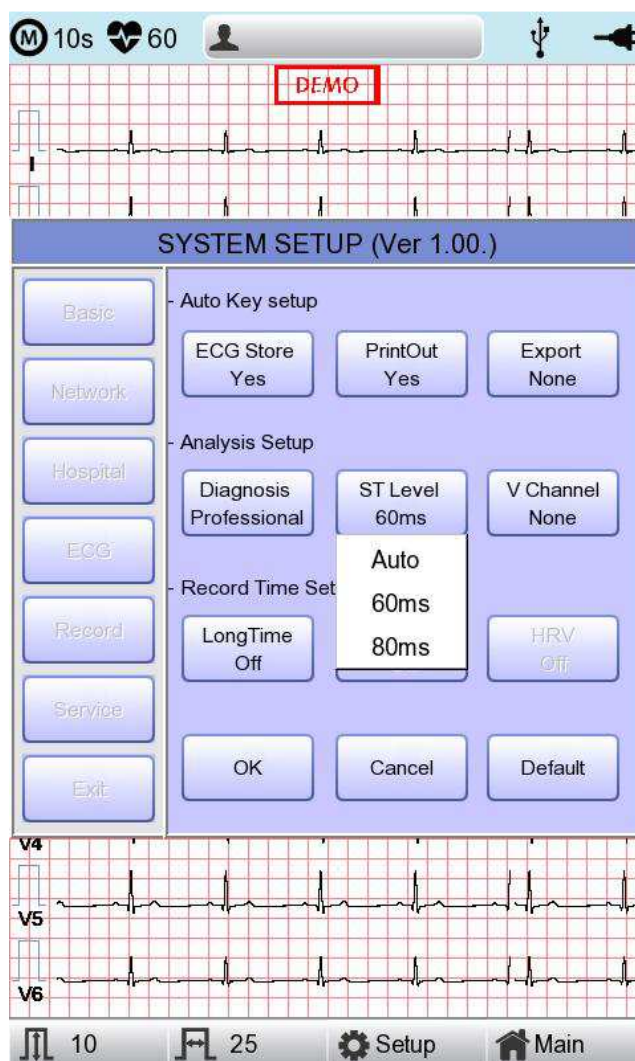 M 10s 60
DEMO
I
SYSTEM SETUP (Ver 1.00.)
Basic
Network
Hospital
ECG
Record
Service
Exit
- Auto Key setup
ECG Store
Yes
PrintOut
Yes
Export
None
- Analysis Setup
Diagnosis
Professional
ST Level
60ms
V Channel
None
Auto
60ms
80ms
- Record Time Set
LongTime
Off
HRV
Off
OK
Cancel
Default
V4
V5
V6
10
25
Setup
Main